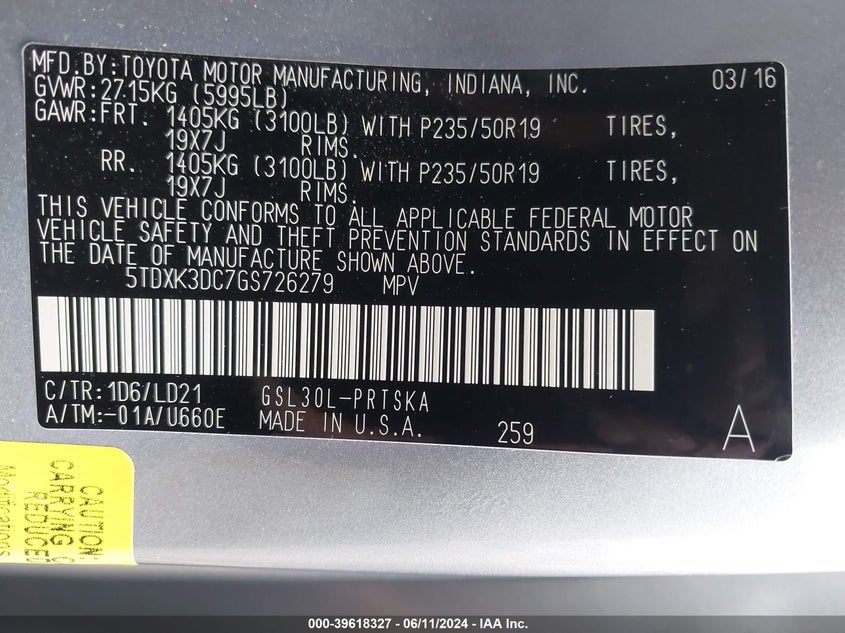 MFD.BY:TOYOTA MOTOR MANUFACTURING, INDIANA, INC. 03/16
GVWR:2715KG (5995LB)
GAWR:FRT. 1405KG (3100LB) WITH P235/50R19 TIRES,
19X7J RIMS.
RR. 1405KG (3100LB) WITH P235/50R19 TIRES,
19X7J RIMS.
THIS VEHICLE CONFORMS TO ALL APPLICABLE FEDERAL MOTOR
VEHICLE SAFETY AND THEFT PREVENTION STANDARDS IN EFFECT ON
THE DATE OF MANUFACTURE SHOWN ABOVE.
5TDXK3DC7GS726279 MPV
C/TR:1D6/LD21 GSL30L-PRTSKA
A/TM:-01A/U660E MADE IN U.S.A. 259 A
CAUTION:
CARRYING C
REDUCED
Modifications
000-39618327 - 06/11/2024 - IAA Inc.